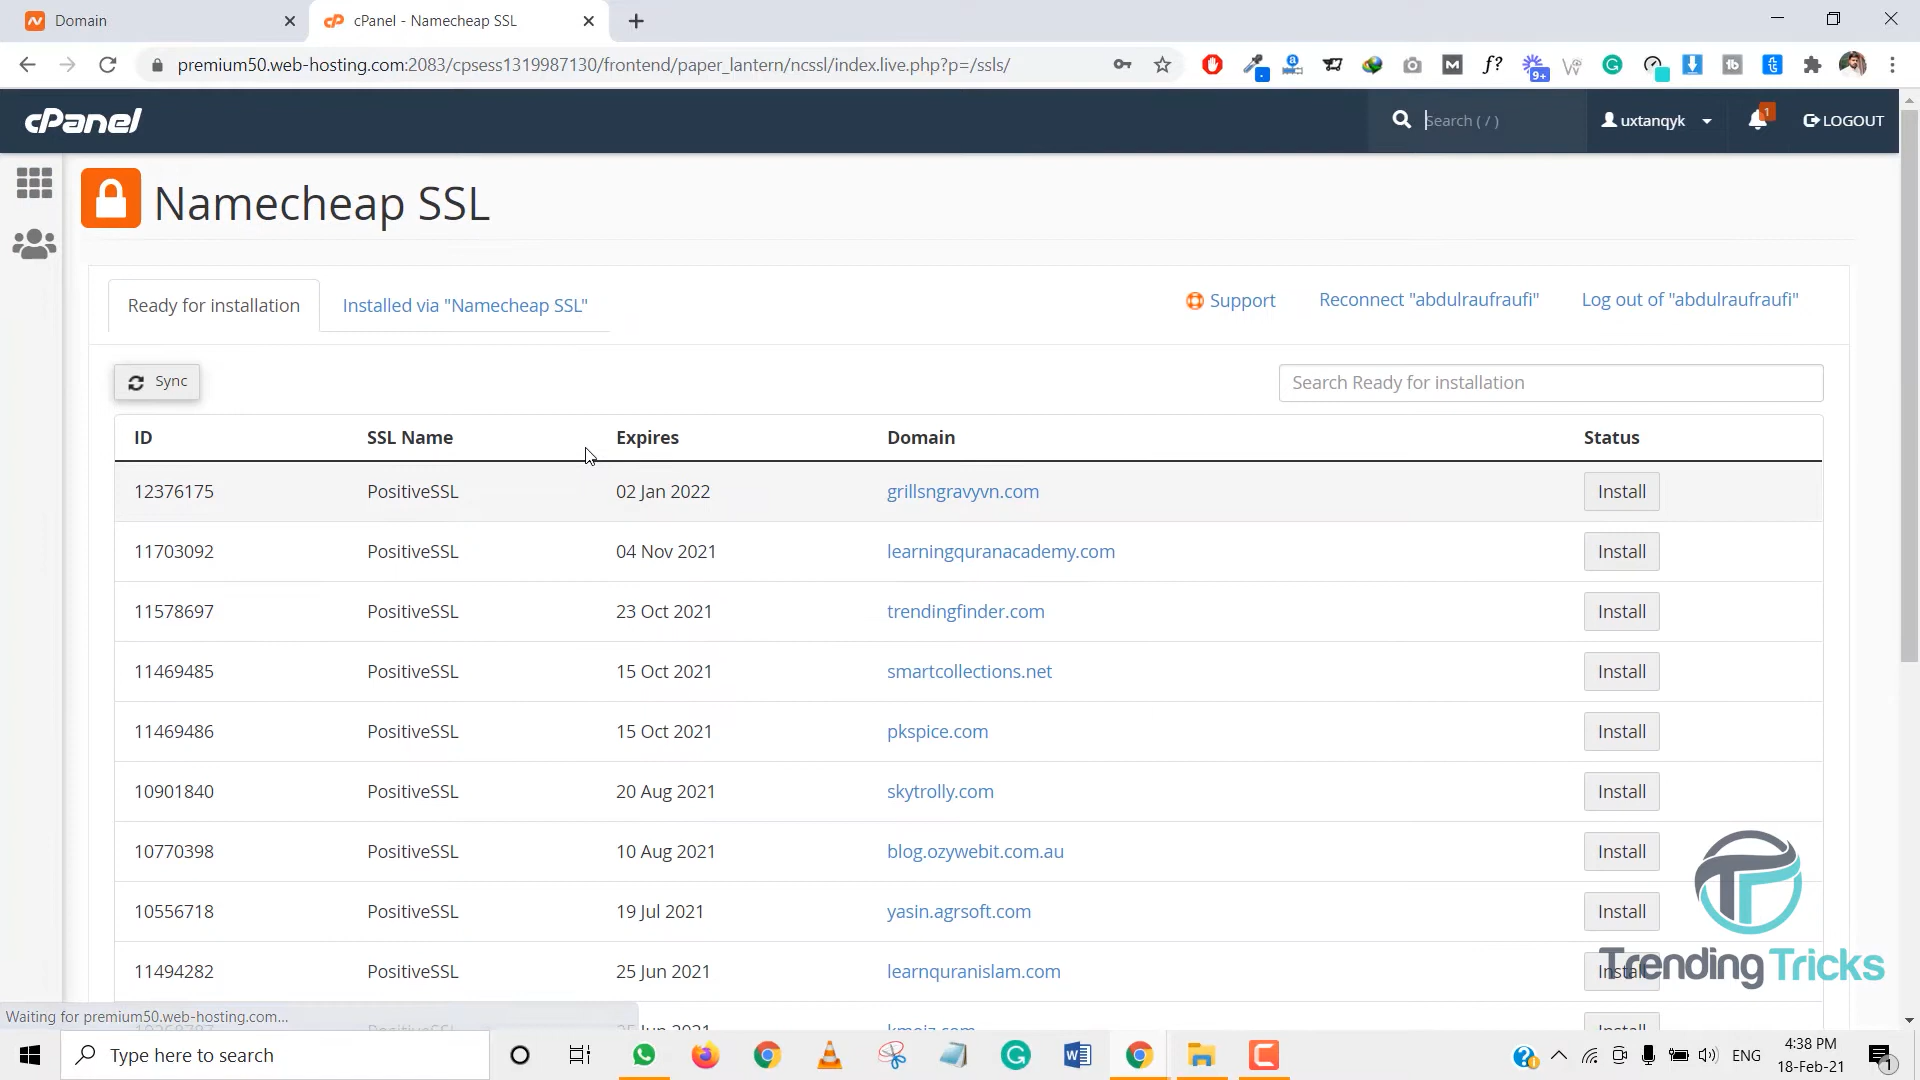 Domain
cPanel - Namecheap SSL
premium50.web-hosting.com:2083/cpsess1319987130/frontend/paper_lantern/ncssl/index.live.php?p=/ssls/
9+
cPanel
Search ( / )
uxtanqyk
1
LOGOUT
Namecheap SSL
Ready for installation
Installed via "Namecheap SSL"
Support
Reconnect "abdulraufraufi"
Log out of "abdulraufraufi"
Sync
Search Ready for installation
ID SSL Name Expires Domain Status
12376175 PositiveSSL 02 Jan 2022 grillsngravyvn.com Install
11703092 PositiveSSL 04 Nov 2021 learningquranacademy.com Install
11578697 PositiveSSL 23 Oct 2021 trendingfinder.com Install
11469485 PositiveSSL 15 Oct 2021 smartcollections.net Install
11469486 PositiveSSL 15 Oct 2021 pkspice.com Install
10901840 PositiveSSL 20 Aug 2021 skytrolly.com Install
10770398 PositiveSSL 10 Aug 2021 blog.ozywebit.com.au Install
10556718 PositiveSSL 19 Jul 2021 yasin.agrsoft.com Install
11494282 PositiveSSL 25 Jun 2021 learnquranislam.com Install
Trending Tricks
Waiting for premium50.web-hosting.com...
Type here to search
ENG
4:38 PM
18-Feb-21
1